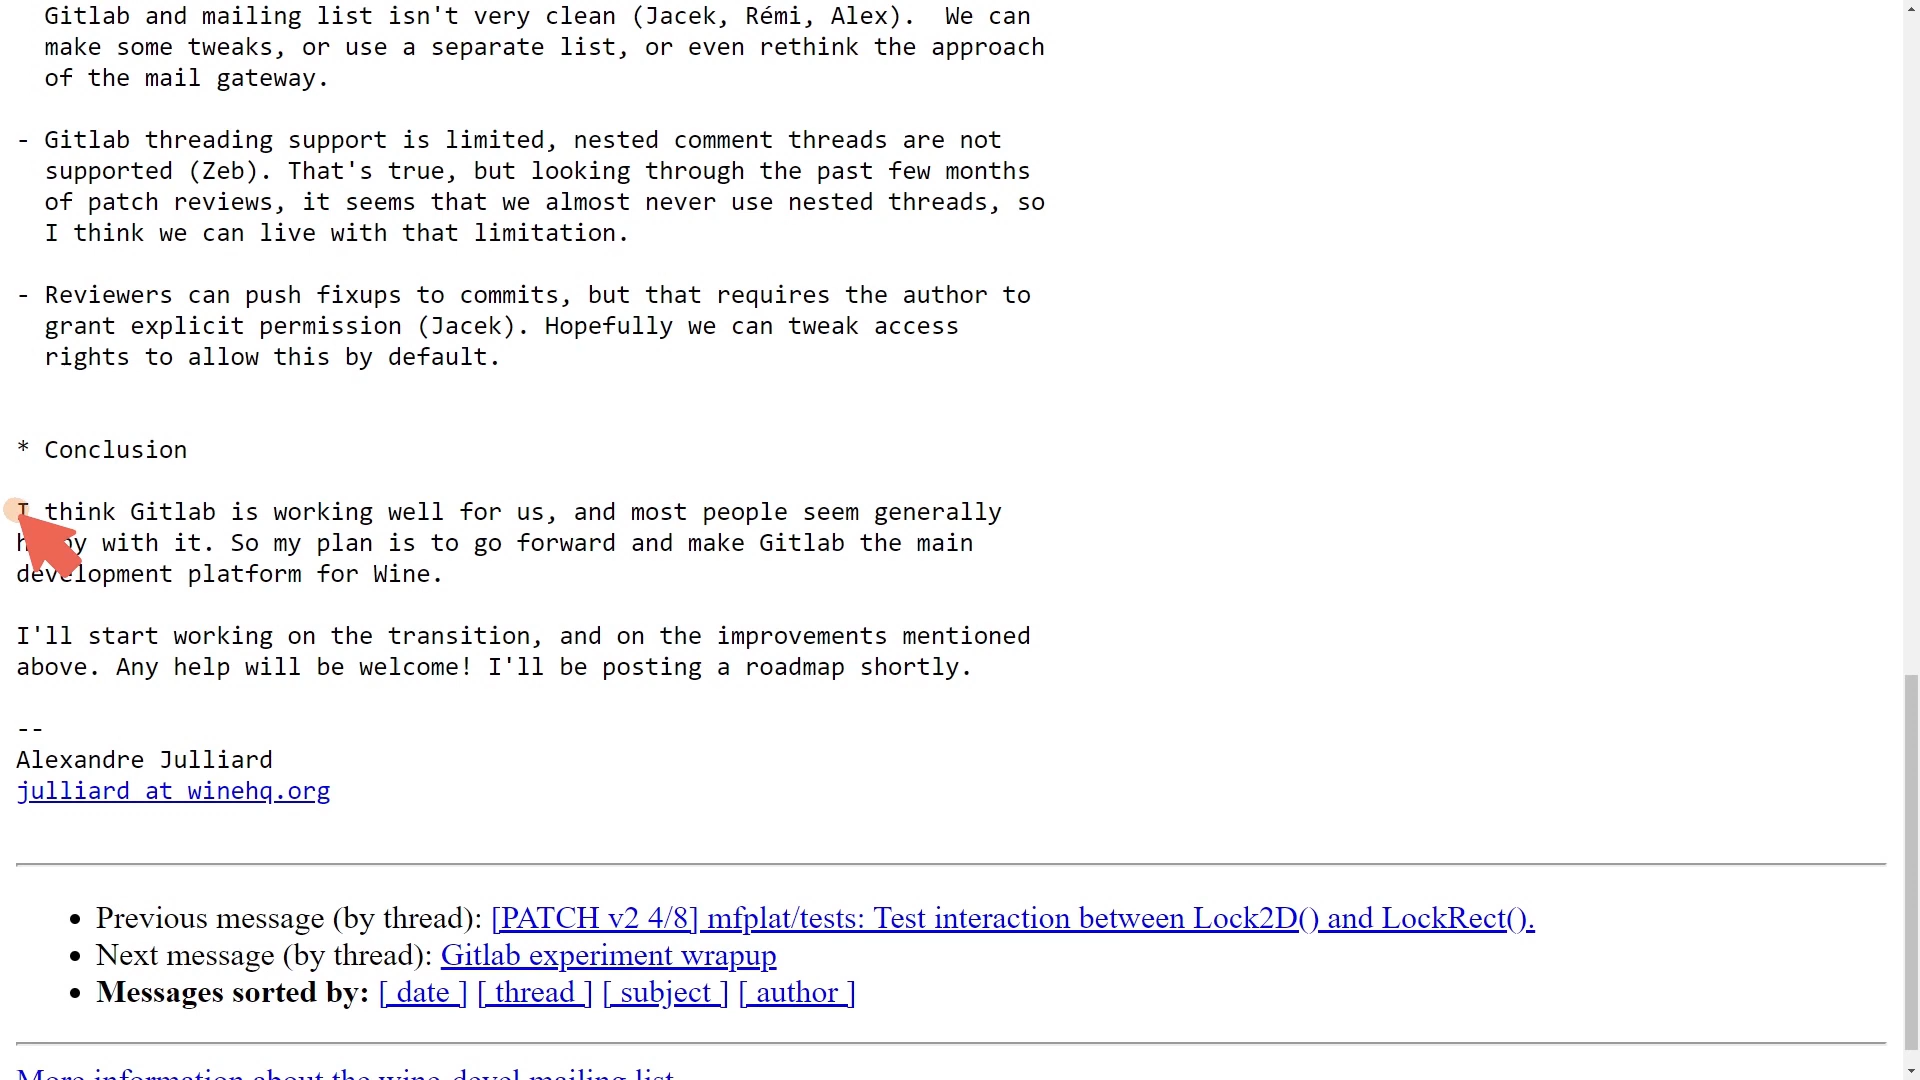 Gitlab and mailing list isn't very clean (Jacek, Rémi, Alex).  We can
make some tweaks, or use a separate list, or even rethink the approach
of the mail gateway.
- Gitlab threading support is limited, nested comment threads are not
supported (Zeb). That's true, but looking through the past few months
of patch reviews, it seems that we almost never use nested threads, so
I think we can live with that limitation.
- Reviewers can push fixups to commits, but that requires the author to
grant explicit permission (Jacek). Hopefully we can tweak access
rights to allow this by default.
* Conclusion
I think Gitlab is working well for us, and most people seem generally
happy with it. So my plan is to go forward and make Gitlab the main
development platform for Wine.
I'll start working on the transition, and on the improvements mentioned
above. Any help will be welcome! I'll be posting a roadmap shortly.
--
Alexandre Julliard
julliard at winehq.org
• Previous message (by thread): [PATCH v2 4/8] mfplat/tests: Test interaction between Lock2D() and LockRect().
• Next message (by thread): Gitlab experiment wrapup
• Messages sorted by: [ date ] [ thread ] [ subject ] [ author ]
More information about the wine-devel mailing list